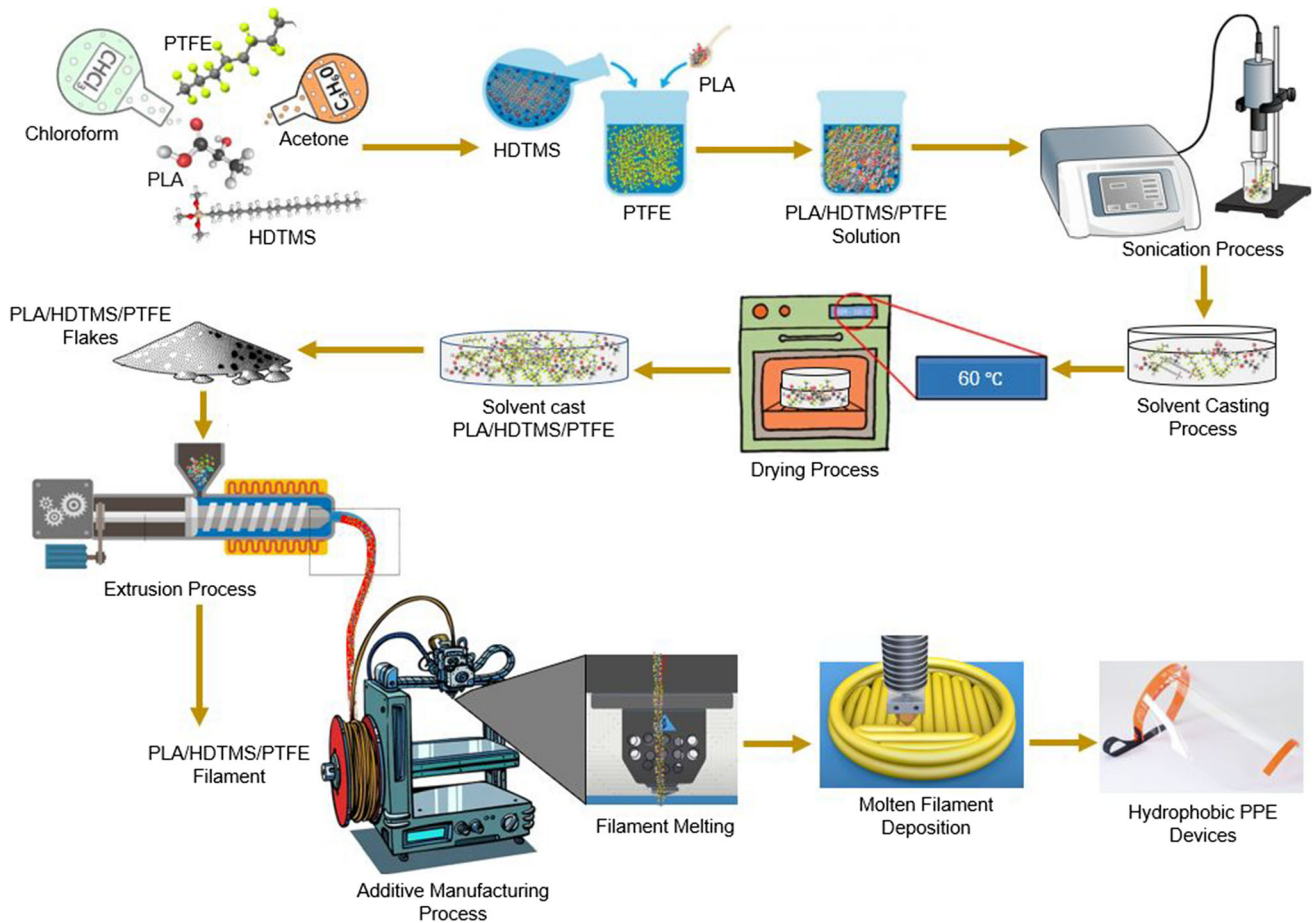 PTFE
CHCl3
C3H6O
Chloroform
Acetone
PLA
HDTMS
HDTMS
PLA
PTFE
PLA/HDTMS/PTFE
Solution
Sonication Process
PLA/HDTMS/PTFE
Flakes
Solvent cast
PLA/HDTMS/PTFE
Drying Process
60 °C
Solvent Casting
Process
Extrusion Process
PLA/HDTMS/PTFE
Filament
Additive Manufacturing
Process
Filament Melting
Molten Filament
Deposition
Hydrophobic PPE
Devices